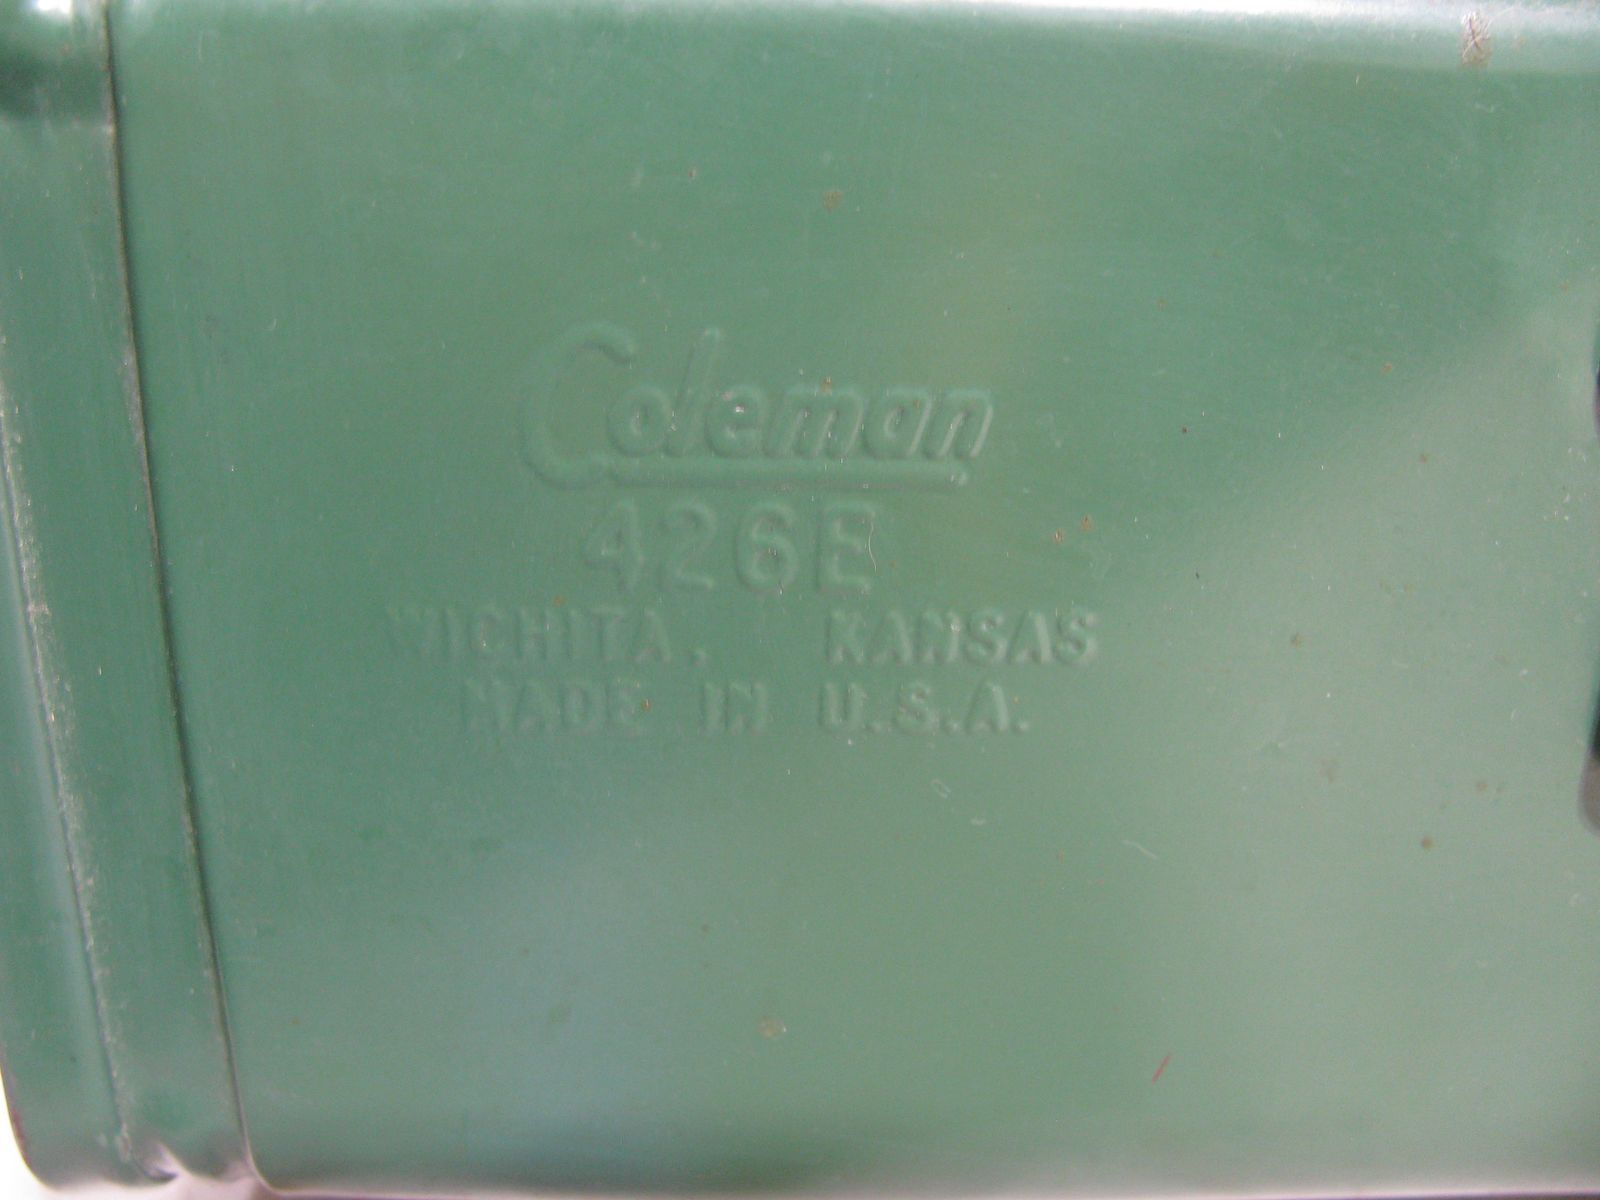 Coleman
426E
WICHITA, KANSAS
MADE IN U.S.A.